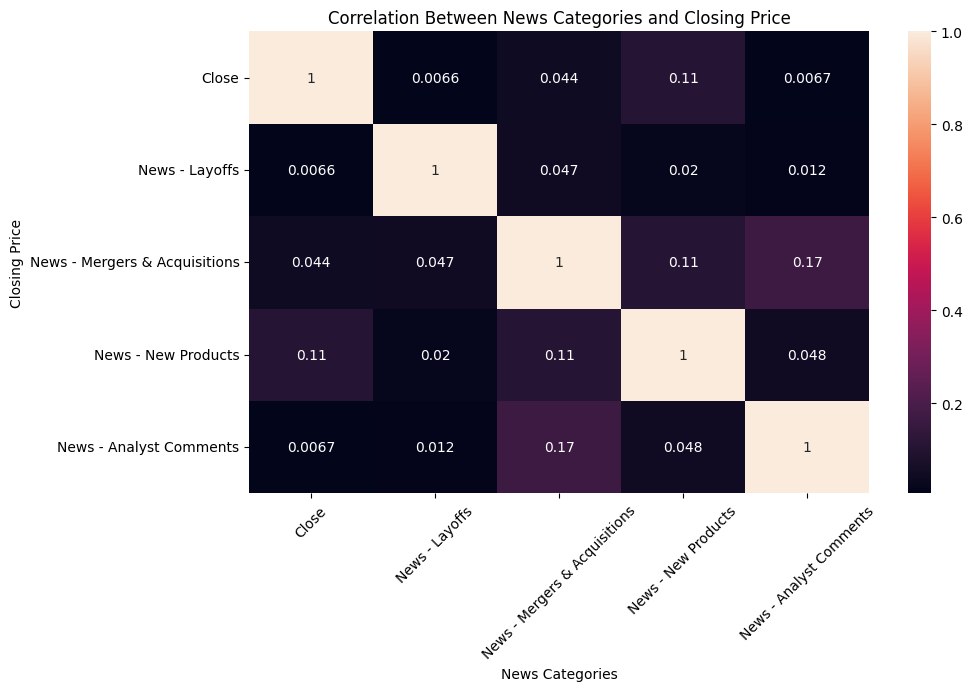 Correlation Between News Categories and Closing Price
Close 1 0.0066 0.044 0.11 0.0067
News - Layoffs 0.0066 1 0.047 0.02 0.012
News - Mergers & Acquisitions 0.044 0.047 1 0.11 0.17
News - New Products 0.11 0.02 0.11 1 0.048
News - Analyst Comments 0.0067 0.012 0.17 0.048 1
Closing Price
Close
News - Layoffs
News - Mergers & Acquisitions
News - New Products
News - Analyst Comments
News Categories
1.0
0.8
0.6
0.4
0.2